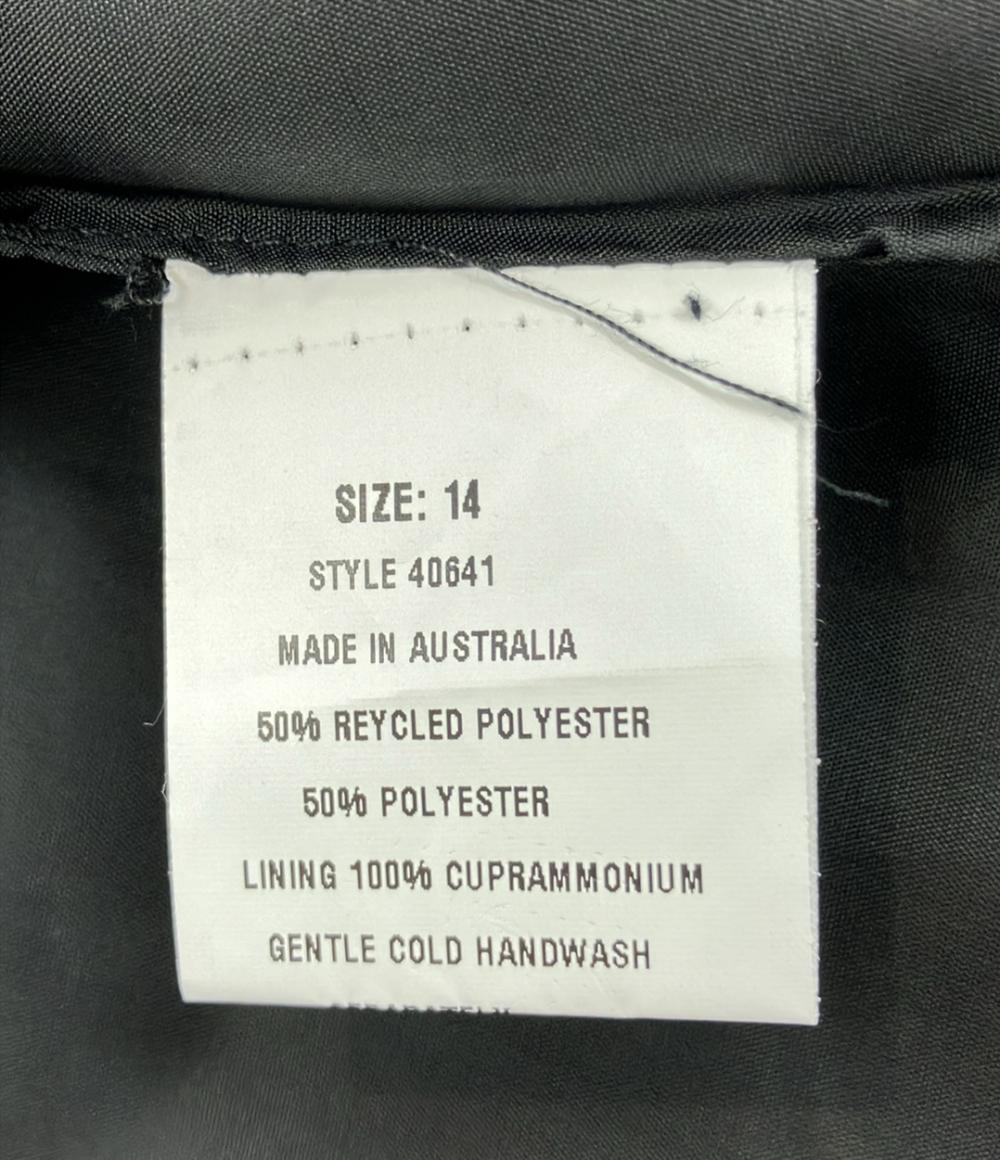 SIZE: 14
STYLE 40641
MADE IN AUSTRALIA
50% REYCLED POLYESTER
50% POLYESTER
LINING 100% CUPRAMMONIUM
GENTLE COLD HANDWASH